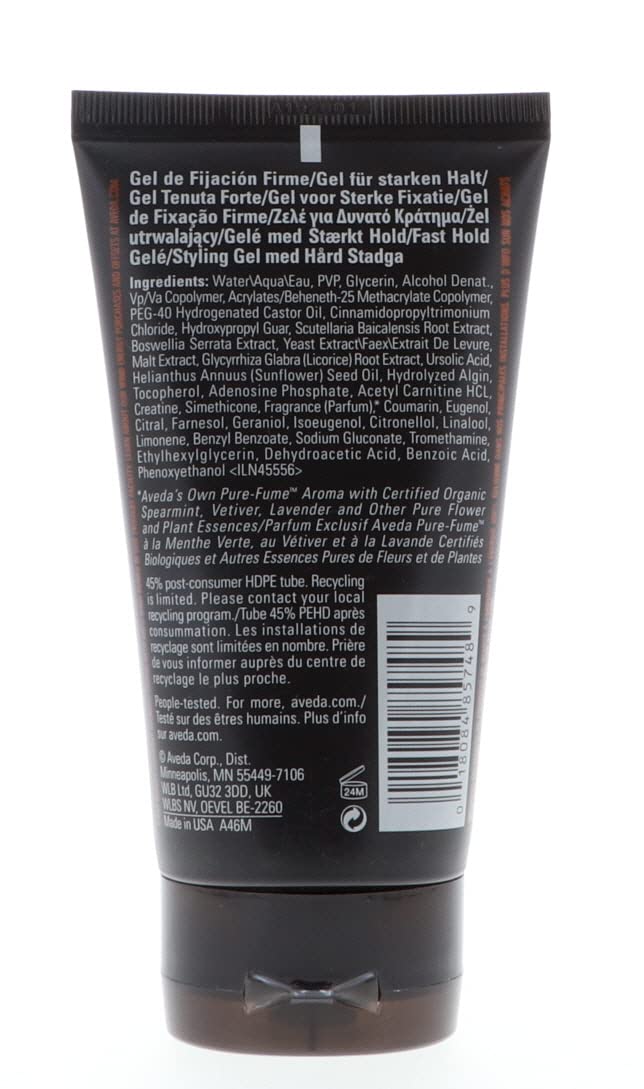 Gel de Fijación Firme/Gel für starken Halt/
Gel Tenuta Forte/Gel voor Sterke Fixatie/Gel
de Fixação Firme/Ζελέ για Δυνατό Κράτημα/Żel
utrwalający/Gelé med Stærkt Hold/Fast Hold
Gelé/Styling Gel med Hård Stadga
Ingredients: Water\Aqua\Eau, PVP, Glycerin, Alcohol Denat.,
Vp/Va Copolymer, Acrylates/Beheneth-25 Methacrylate Copolymer,
PEG-40 Hydrogenated Castor Oil, Cinnamidopropyltrimonium
Chloride, Hydroxypropyl Guar, Scutellaria Baicalensis Root Extract,
Boswellia Serrata Extract, Yeast Extract\Faex\Extrait De Levure,
Malt Extract, Glycyrrhiza Glabra (Licorice) Root Extract, Ursolic Acid,
Helianthus Annuus (Sunflower) Seed Oil, Hydrolyzed Algin,
Tocopherol, Adenosine Phosphate, Acetyl Carnitine HCL,
Creatine, Simethicone, Fragrance (Parfum),* Coumarin, Eugenol,
Citral, Farnesol, Geraniol, Isoeugenol, Citronellol, Linalool,
Limonene, Benzyl Benzoate, Sodium Gluconate, Tromethamine,
Ethylhexylglycerin, Dehydroacetic Acid, Benzoic Acid,
Phenoxyethanol <ILN45556>
*Aveda's Own Pure-Fume™ Aroma with Certified Organic
Spearmint, Vetiver, Lavender and Other Pure Flower
and Plant Essences/Parfum Exclusif Aveda Pure-Fume™
à la Menthe Verte, au Vétiver et à la Lavande Certifiés
Biologiques et Autres Essences Pures de Fleurs et de Plantes
45% post-consumer HDPE tube. Recycling
is limited. Please contact your local
recycling program./Tube 45% PEHD après
consummation. Les installations de
recyclage sont limitées en nombre. Prière
de vous informer auprès du centre de
recyclage le plus proche.
People-tested. For more, aveda.com./
Testé sur des êtres humains. Plus d'info
sur aveda.com.
© Aveda Corp., Dist.
Minneapolis, MN 55449-7106
WLB Ltd, GU32 3DD, UK
WLBS NV, OEVEL BE-2260
Made in USA A46M
24M
0 18084 85748 9